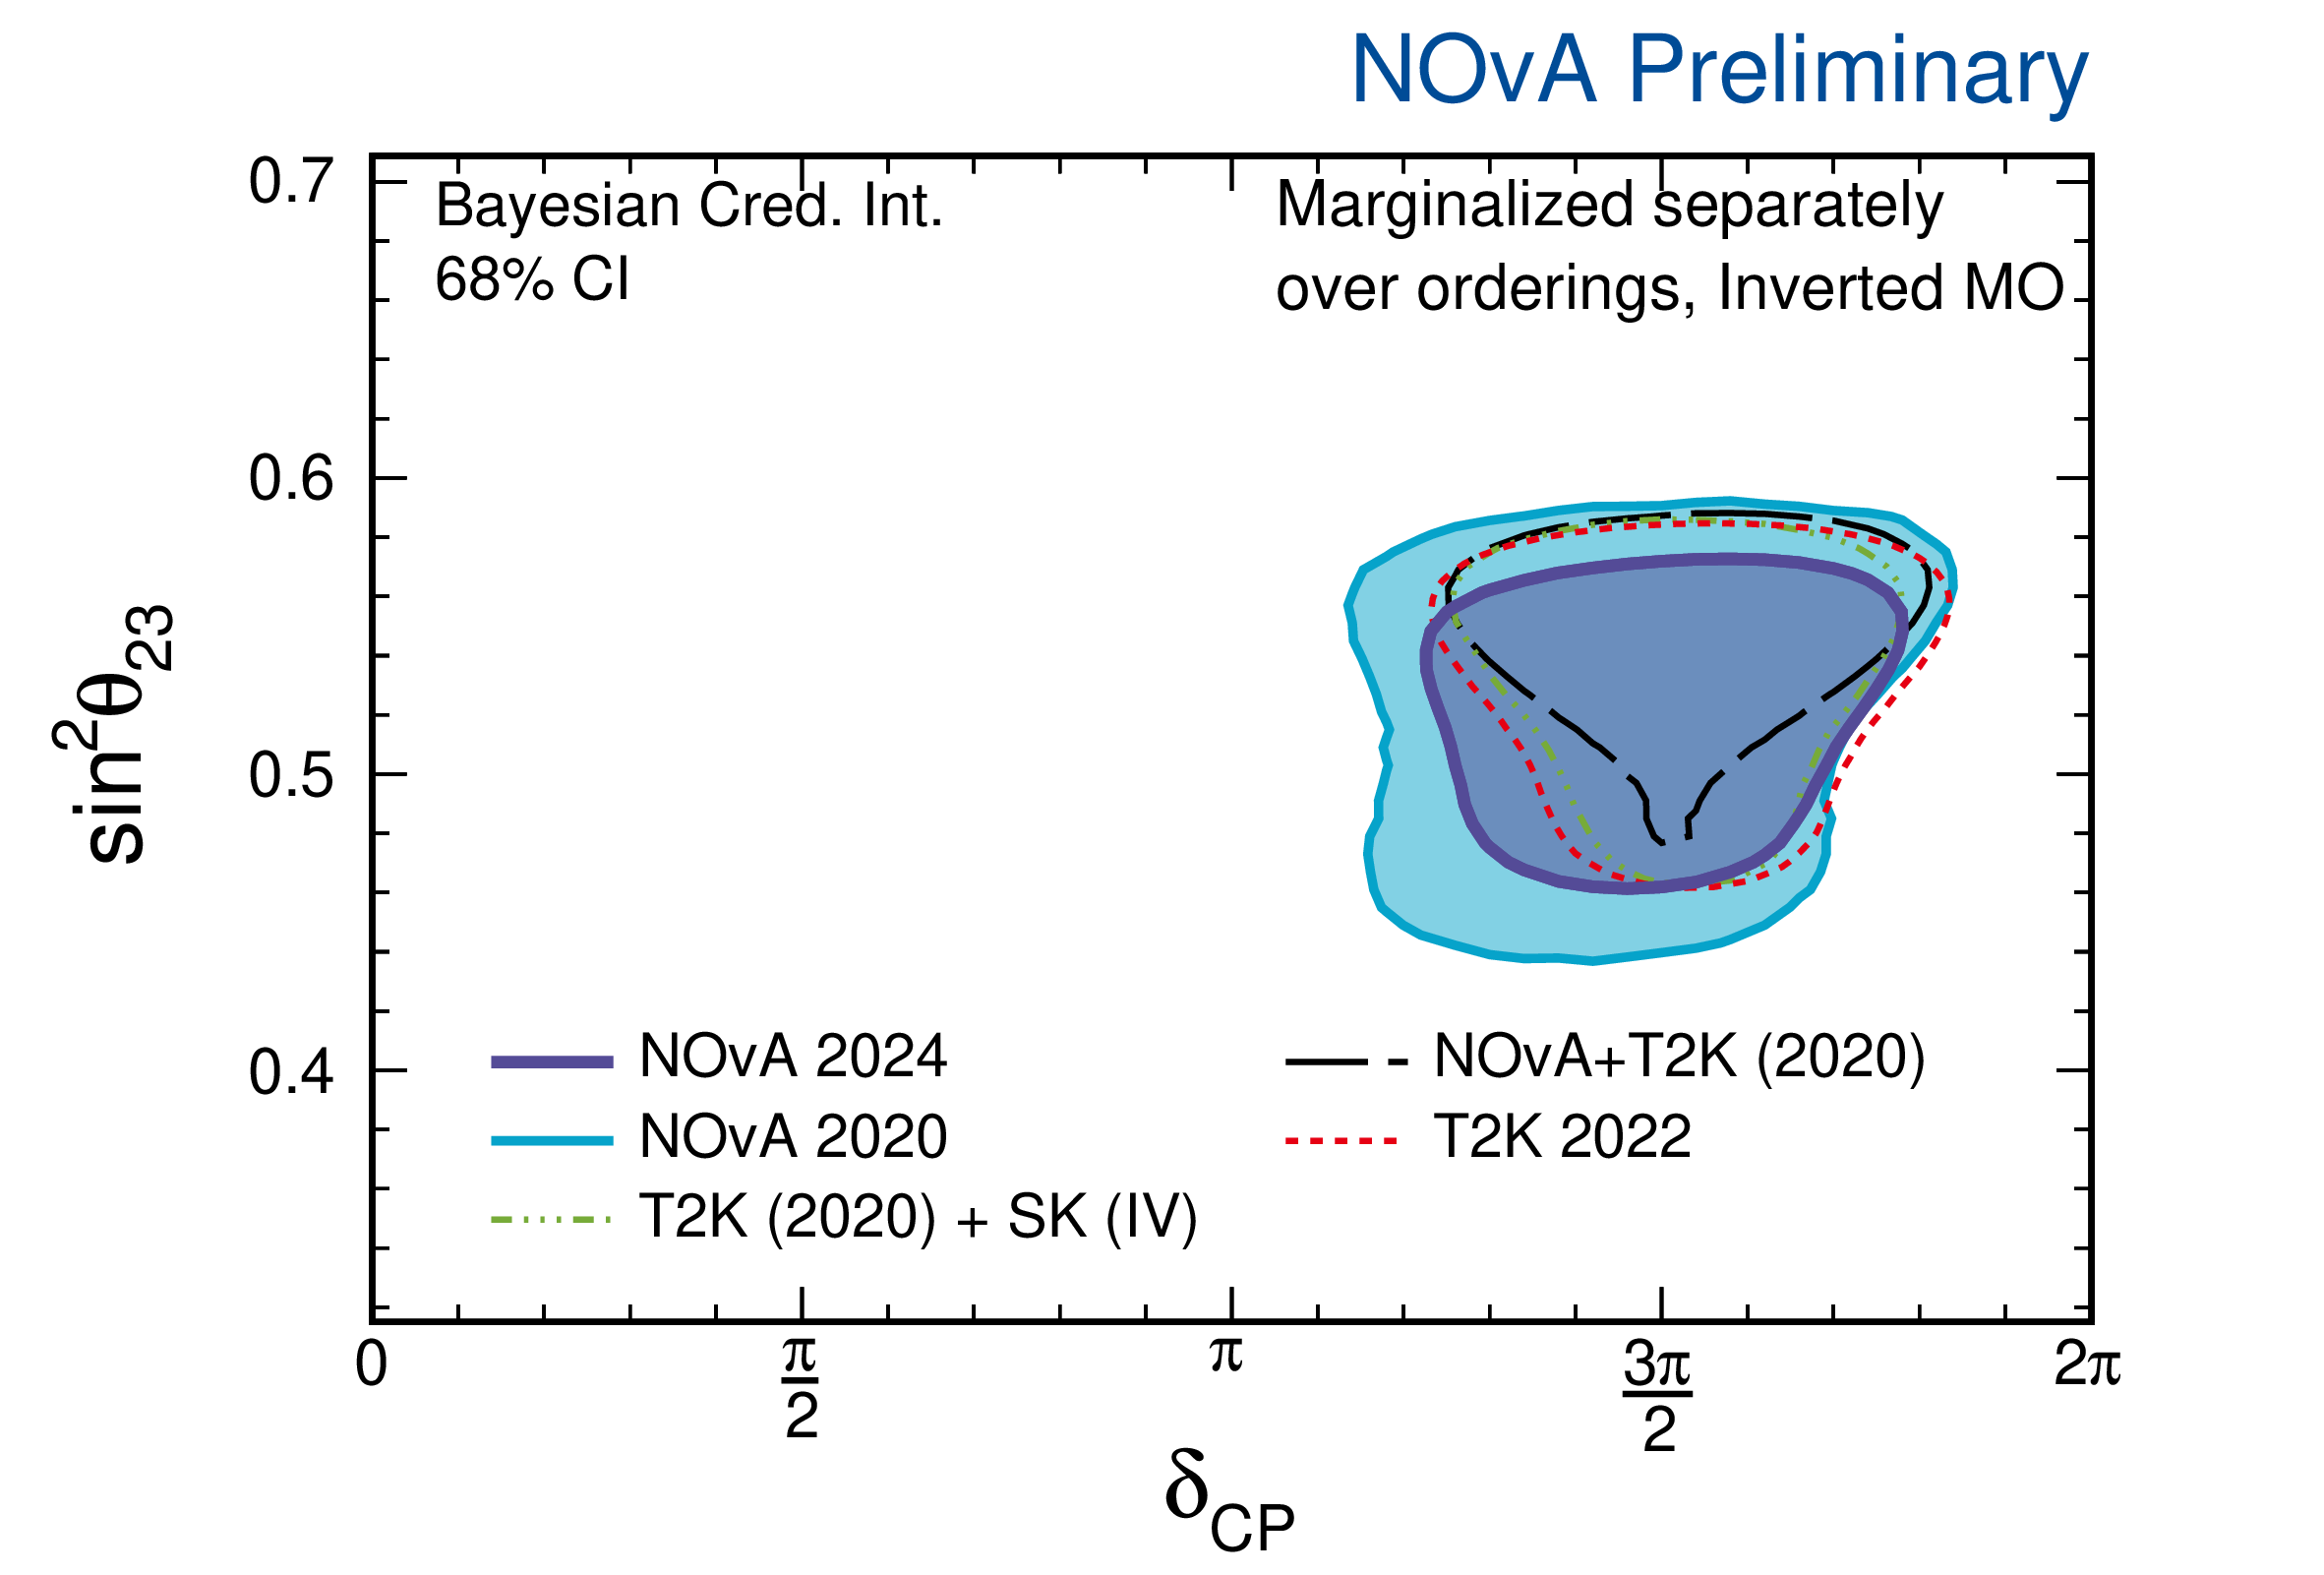 NOvA Preliminary
Bayesian Cred. Int.
68% CI
Marginalized separately
over orderings, Inverted MO
0.7
0.6
0.5
0.4
sin²θ₂₃
NOvA 2024
NOvA 2020
T2K (2020) + SK (IV)
NOvA+T2K (2020)
T2K 2022
0
π/2
π
3π/2
2π
δCP